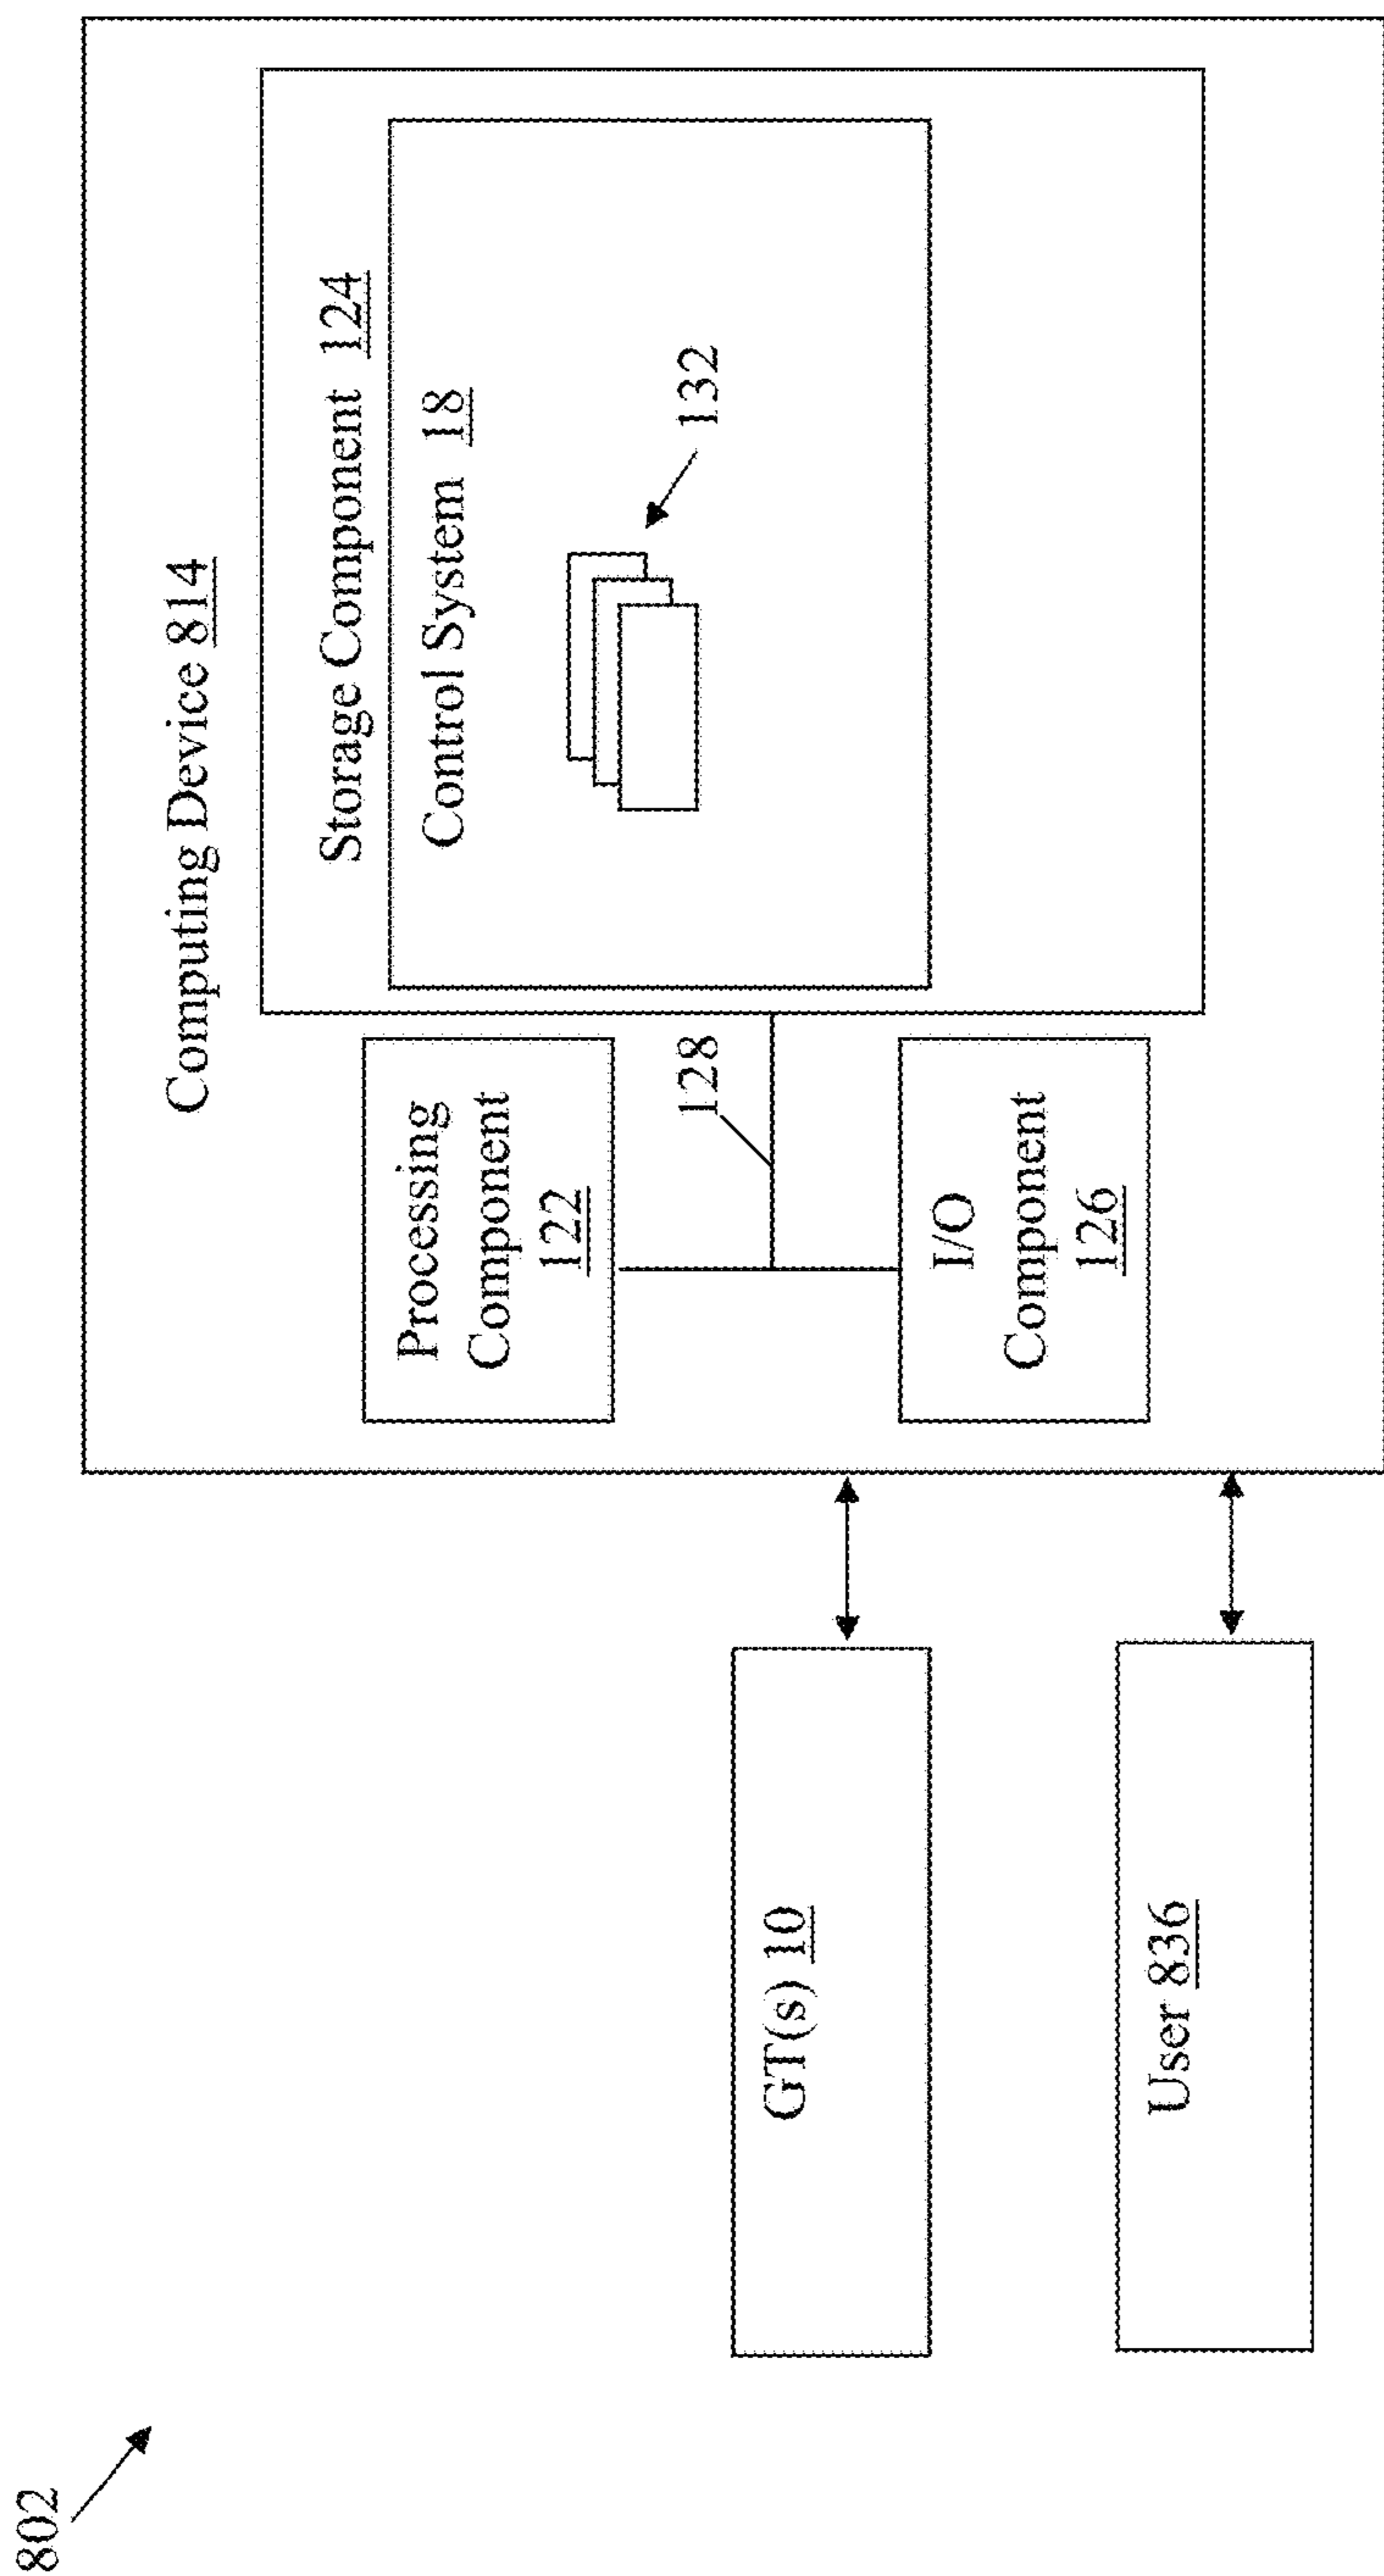 802
Computing Device 814
Storage Component 124
Control System 18
132
Processing
Component
122
128
I/O
Component
126
GT(s) 10
User 836